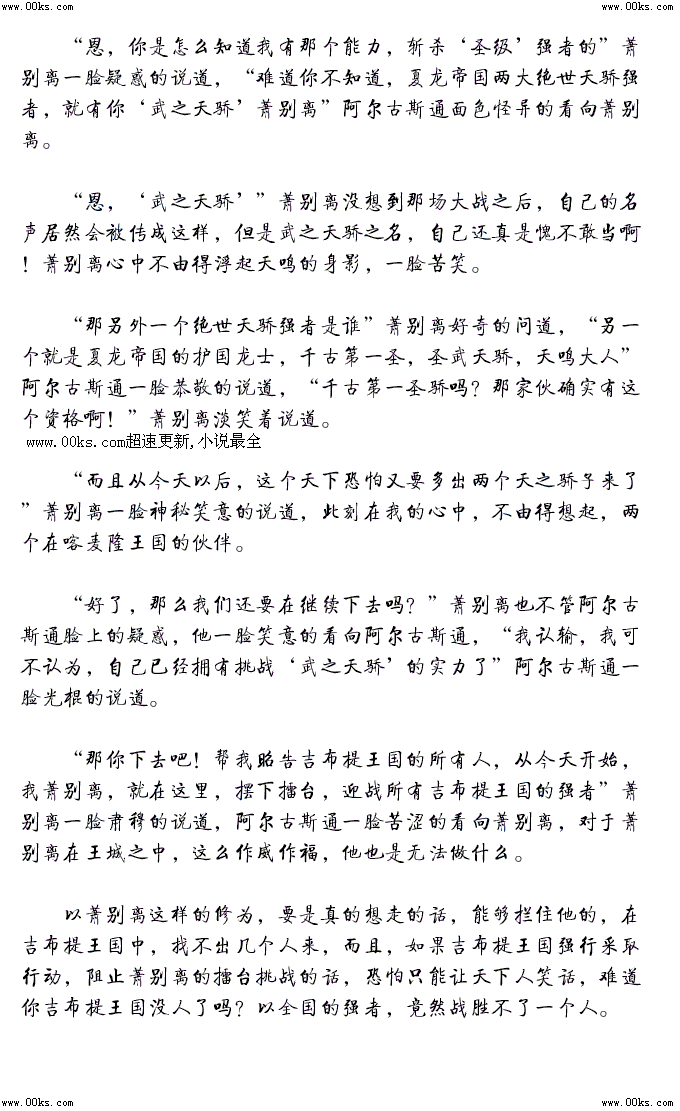 www.00ks.com www.00ks.com
“恩，你是怎么知道我有那个能力，斩杀‘圣级’强者的”萧
别离一脸疑惑的说道，“难道你不知道，夏龙帝国两大绝世天骄强
者，就有你‘武之天骄’萧别离”阿尔古斯通面色怪异的看向萧别
离。
“恩，‘武之天骄’”萧别离没想到那场大战之后，自己的名
声居然会被传成这样，但是武之天骄之名，自己还真是愧不敢当啊
！萧别离心中不由得浮起天鸣的身影，一脸苦笑。
“那另外一个绝世天骄强者是谁”萧别离好奇的问道，“另一
个就是夏龙帝国的护国龙士，千古第一圣，圣武天骄，天鸣大人”
阿尔古斯通一脸恭敬的说道，“千古第一圣骄吗？那家伙确实有这
个资格啊！”萧别离淡笑着说道。
www.00ks.com超速更新,小说最全
“而且从今天以后，这个天下恐怕又要多出两个天之骄子来了
”萧别离一脸神秘笑意的说道，此刻在我的心中，不由得想起，两
个在喀麦隆王国的伙伴。
“好了，那么我们还要在继续下去吗？”萧别离也不管阿尔古
斯通脸上的疑惑，他一脸笑意的看向阿尔古斯通，“我认输，我可
不认为，自己已经拥有挑战‘武之天骄’的实力了”阿尔古斯通一
脸光棍的说道。
“那你下去吧！帮我昭告吉布提王国的所有人，从今天开始，
我萧别离，就在这里，摆下擂台，迎战所有吉布提王国的强者”萧
别离一脸肃穆的说道，阿尔古斯通一脸苦涩的看向萧别离，对于萧
别离在王城之中，这么作威作福，他也是无法做什么。
以萧别离这样的修为，要是真的想走的话，能够拦住他的，在
吉布提王国中，找不出几个人来，而且，如果吉布提王国强行采取
行动，阻止萧别离的擂台挑战的话，恐怕只能让天下人笑话，难道
你吉布提王国没人了吗？以全国的强者，竟然战胜不了一个人。
www.00ks.com www.00ks.com